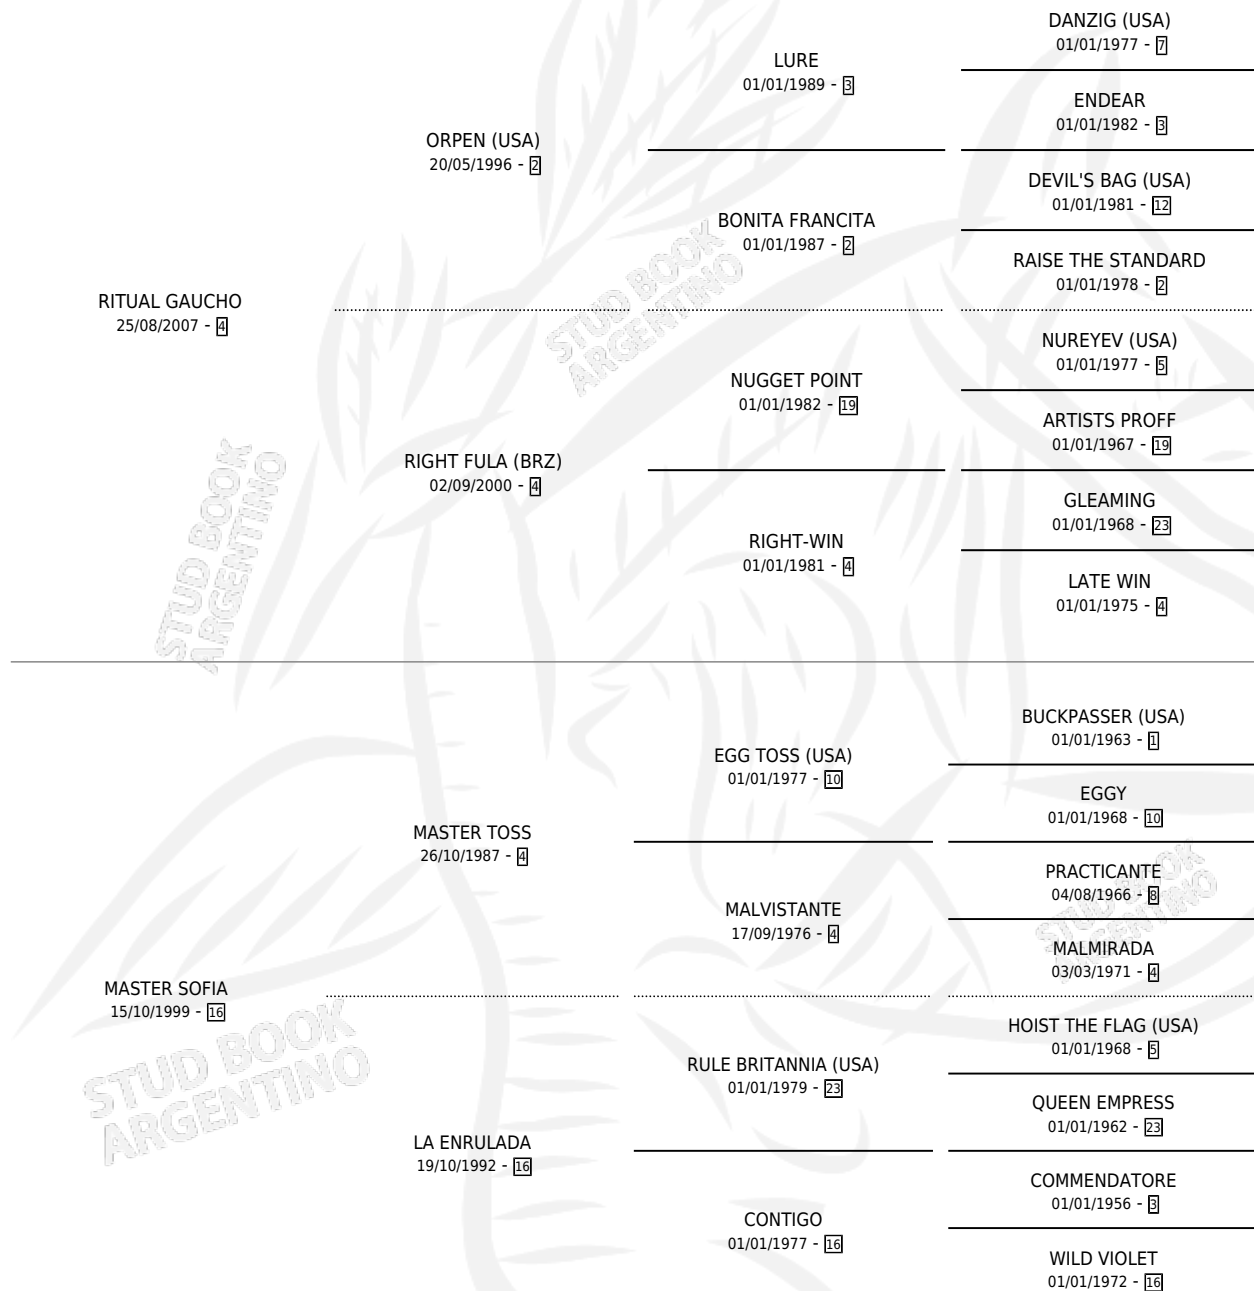 DANZIG (USA)
01/01/1977 - 7
LURE
01/01/1989 - 3
ENDEAR
01/01/1982 - 3
ORPEN (USA)
20/05/1996 - 2
DEVIL'S BAG (USA)
01/01/1981 - 12
BONITA FRANCITA
01/01/1987 - 2
RAISE THE STANDARD
01/01/1978 - 2
RITUAL GAUCHO
25/08/2007 - 4
STUD BOOK
ARGENTINO
NUREYEV (USA)
01/01/1977 - 5
NUGGET POINT
01/01/1982 - 19
ARTISTS PROFF
01/01/1967 - 19
RIGHT FULA (BRZ)
02/09/2000 - 4
GLEAMING
01/01/1968 - 23
RIGHT-WIN
01/01/1981 - 4
LATE WIN
01/01/1975 - 4
STUD BOOK
ARGENTINO
BUCKPASSER (USA)
01/01/1963 - 1
EGG TOSS (USA)
01/01/1977 - 10
EGGY
01/01/1968 - 10
MASTER TOSS
26/10/1987 - 4
PRACTICANTE
04/08/1966 - 8
MALVISTANTE
17/09/1976 - 4
STUD BOOK
ARGENTINO
MALMIRADA
03/03/1971 - 4
MASTER SOFIA
15/10/1999 - 16
HOIST THE FLAG (USA)
01/01/1968 - 5
RULE BRITANNIA (USA)
01/01/1979 - 23
QUEEN EMPRESS
01/01/1962 - 23
STUD BOOK
ARGENTINO
LA ENRULADA
19/10/1992 - 16
COMMENDATORE
01/01/1956 - 3
CONTIGO
01/01/1977 - 16
WILD VIOLET
01/01/1972 - 16